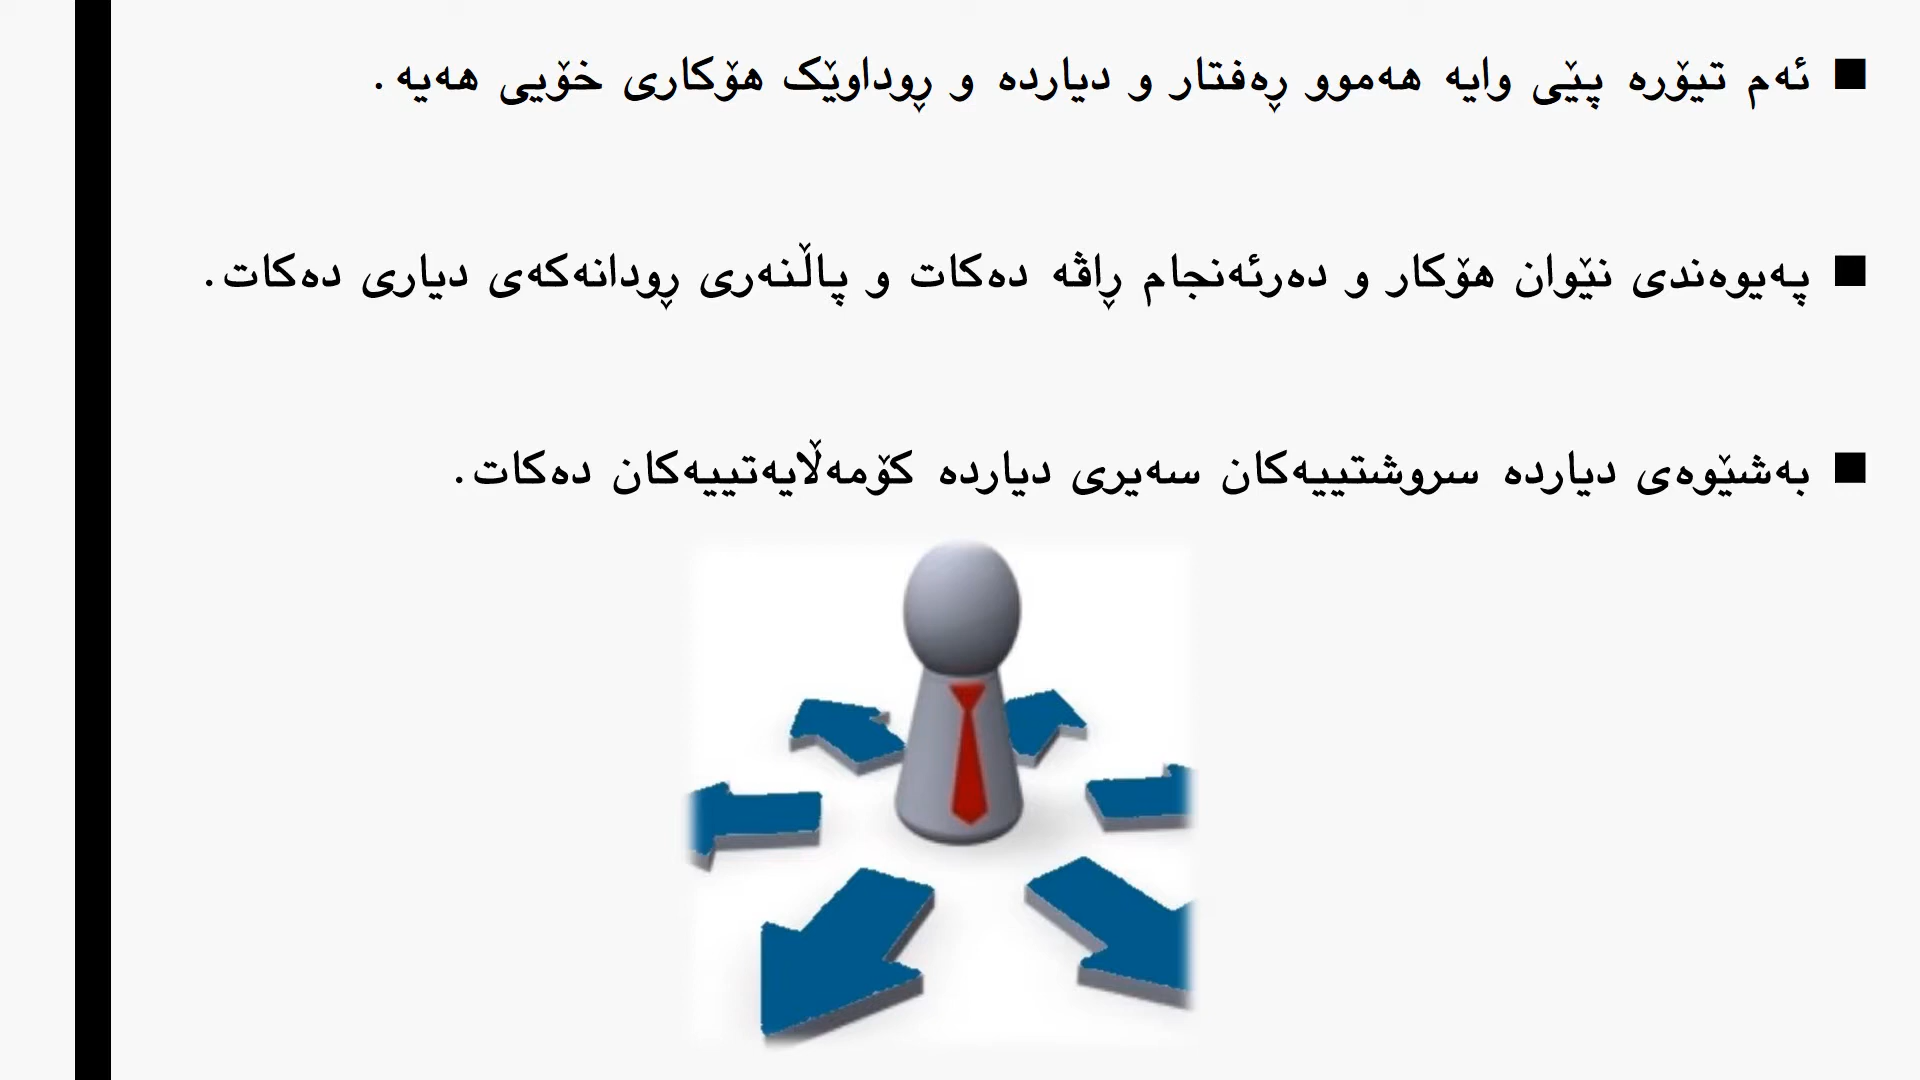 ■ ئەم تیۆرە پێی وایە هەموو ڕەفتار و دیاردە و ڕوداوێک هۆکاری خۆیی هەیە .
■ پەیوەندی نێوان هۆکار و دەرئەنجام ڕاڤە دەکات و پاڵنەری ڕودانەکەی دیاری دەکات .
■ بەشێوەی دیاردە سروشتییەکان سەیری دیاردە کۆمەڵایەتییەکان دەکات .